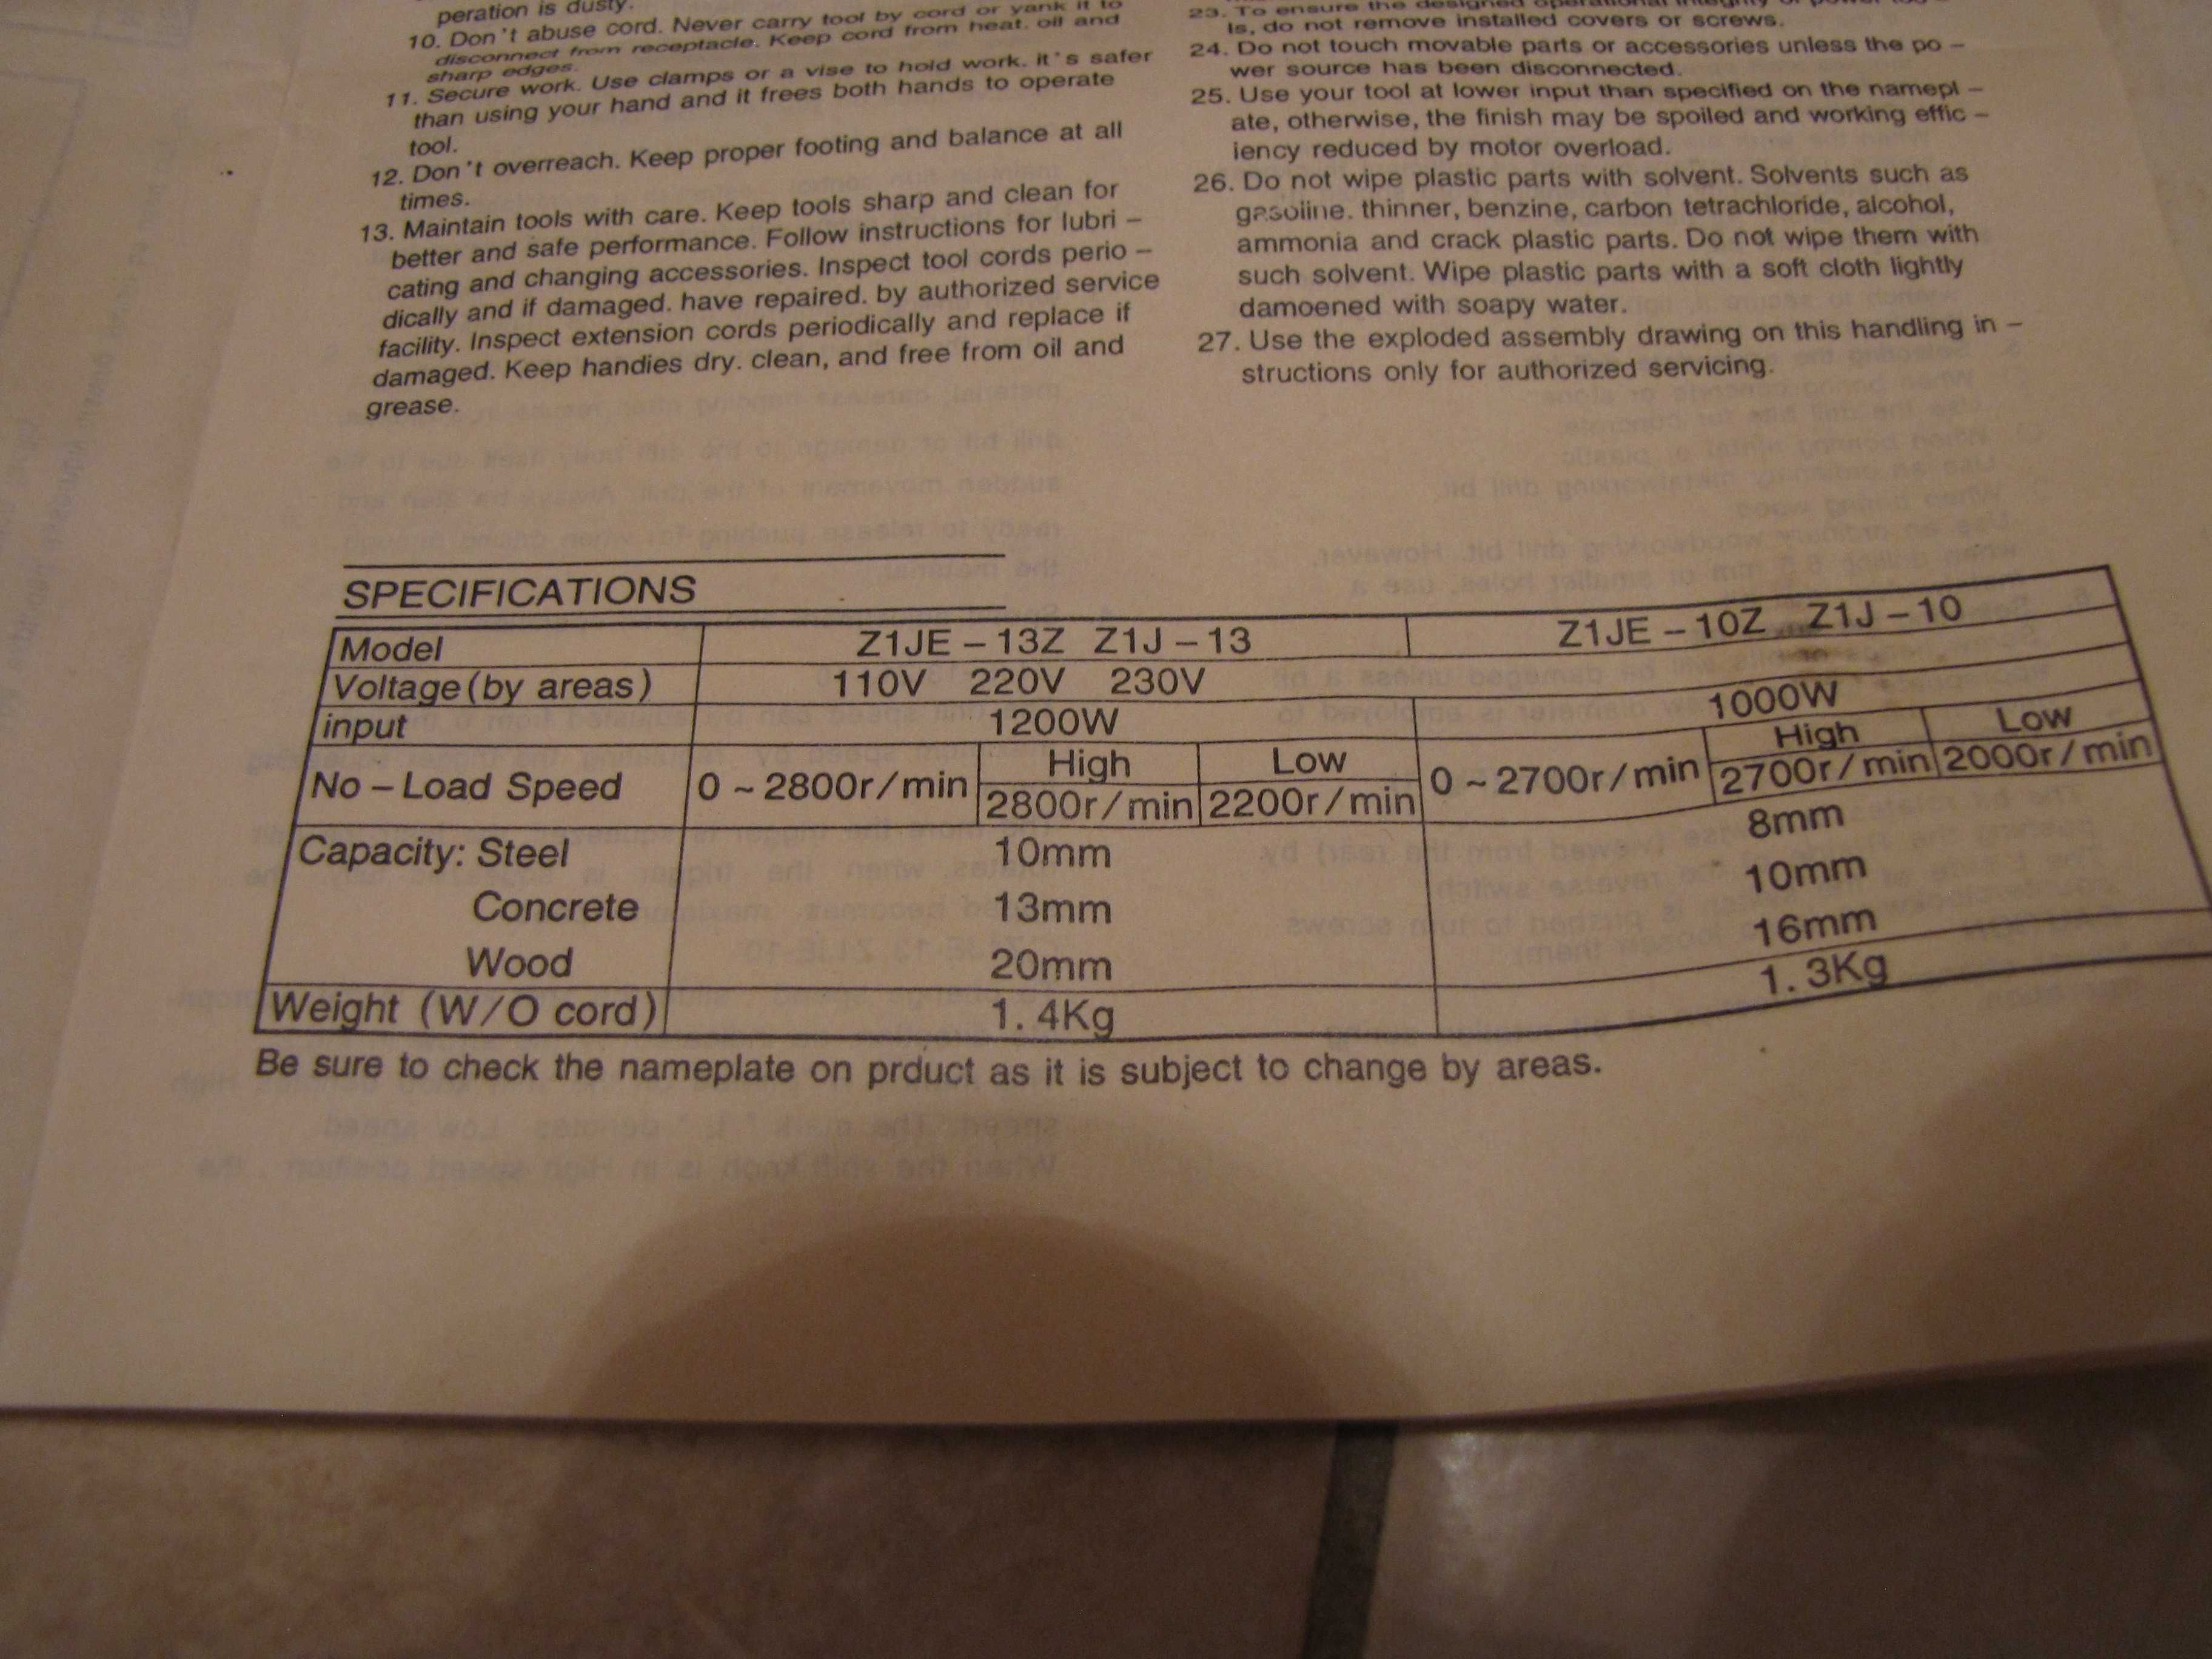 peration is dusty.
10. Don't abuse cord. Never carry tool by cord or yank it to
disconnect from receptacle. Keep cord from heat. oil and
sharp edges.
11. Secure work. Use clamps or a vise to hold work. it's safer
than using your hand and it frees both hands to operate
tool.
12. Don't overreach. Keep proper footing and balance at all
times.
13. Maintain tools with care. Keep tools sharp and clean for
better and safe performance. Follow instructions for lubri –
cating and changing accessories. Inspect tool cords perio –
dically and if damaged. have repaired. by authorized service
facility. Inspect extension cords periodically and replace if
damaged. Keep handies dry. clean, and free from oil and
grease.
23. To ensure the designed operational integrity of power too –
ls, do not remove installed covers or screws.
24. Do not touch movable parts or accessories unless the po –
wer source has been disconnected.
25. Use your tool at lower input than specified on the namepl –
ate, otherwise, the finish may be spoiled and working effic –
iency reduced by motor overload.
26. Do not wipe plastic parts with solvent. Solvents such as
gasoiine. thinner, benzine, carbon tetrachloride, alcohol,
ammonia and crack plastic parts. Do not wipe them with
such solvent. Wipe plastic parts with a soft cloth lightly
damoened with soapy water.
27. Use the exploded assembly drawing on this handling in –
structions only for authorized servicing.
SPECIFICATIONS
Model Z1JE – 13Z Z1J – 13 Z1JE – 10Z Z1J – 10
Voltage (by areas) 110V 220V 230V
input 1200W 1000W
No – Load Speed 0 ~ 2800r/min High Low 0 ~ 2700r/min High Low
2800r/min 2200r/min 2700r/min 2000r/min
Capacity: Steel 10mm 8mm
Concrete 13mm 10mm
Wood 20mm 16mm
Weight (W/O cord) 1. 4Kg 1. 3Kg
Be sure to check the nameplate on prduct as it is subject to change by areas.